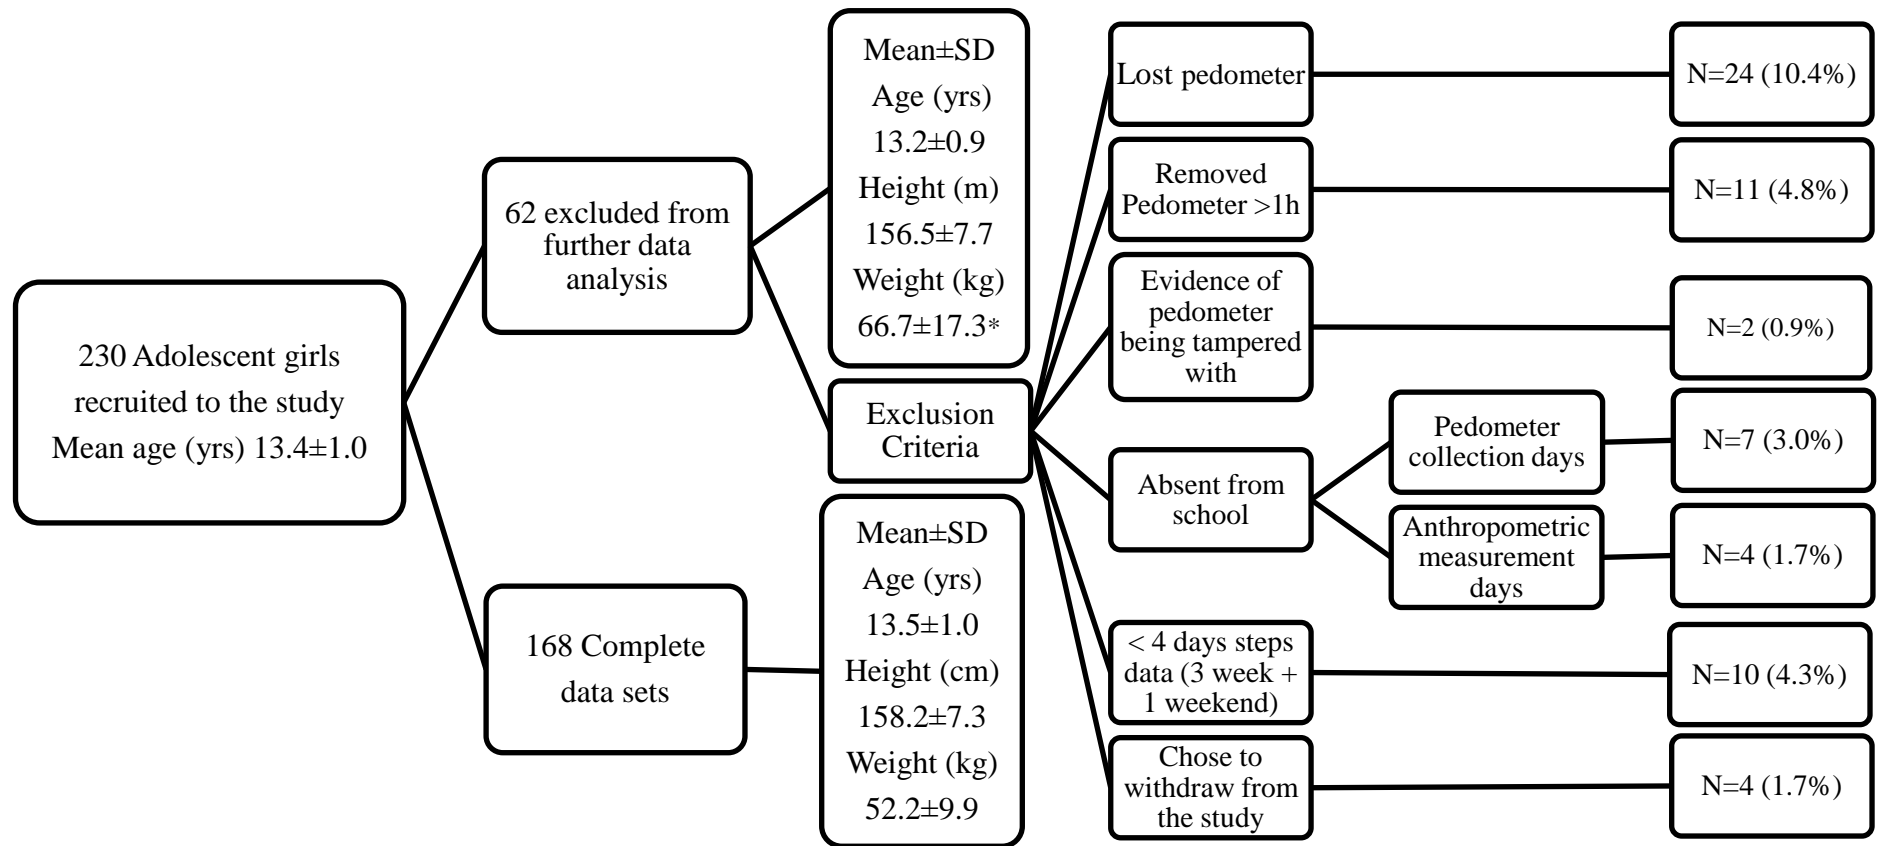 230 Adolescent girls
recruited to the study
Mean age (yrs) 13.4±1.0
62 excluded from
further data
analysis
168 Complete
data sets
Mean±SD
Age (yrs)
13.2±0.9
Height (m)
156.5±7.7
Weight (kg)
66.7±17.3*
Exclusion
Criteria
Mean±SD
Age (yrs)
13.5±1.0
Height (cm)
158.2±7.3
Weight (kg)
52.2±9.9
Lost pedometer
N=24 (10.4%)
Removed
Pedometer >1h
N=11 (4.8%)
Evidence of
pedometer
being tampered
with
N=2 (0.9%)
Absent from
school
Pedometer
collection days
N=7 (3.0%)
Anthropometric
measurement
days
N=4 (1.7%)
< 4 days steps
data (3 week +
1 weekend)
N=10 (4.3%)
Chose to
withdraw from
the study
N=4 (1.7%)